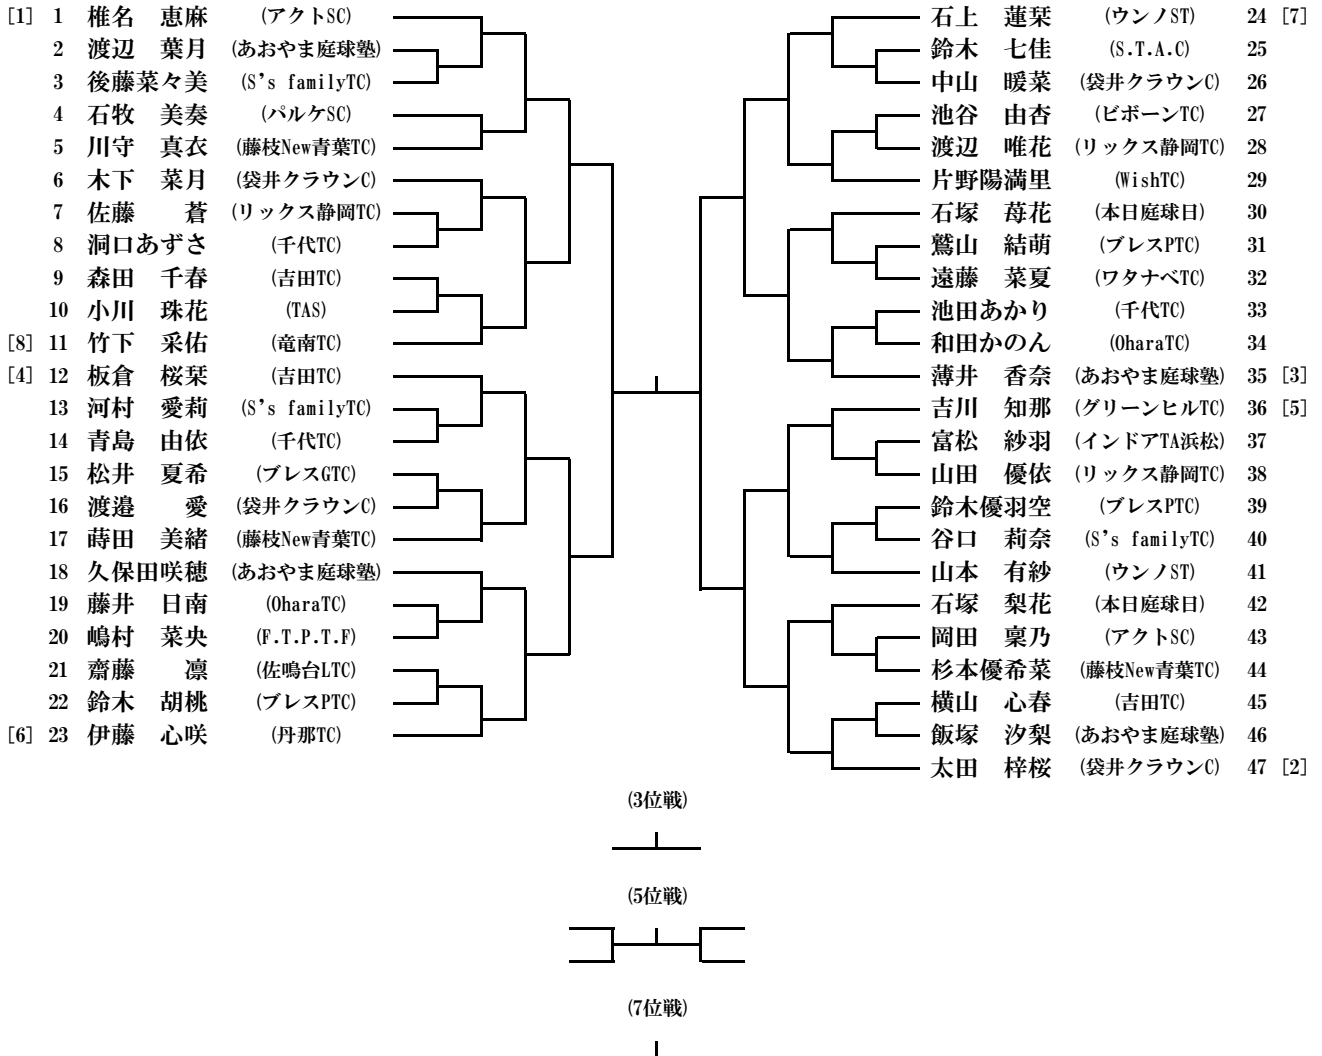 [1] 1 椎名 恵麻 (アクトSC)
2 渡辺 葉月 (あおやま庭球塾)
3 後藤菜々美 (S’s familyTC)
4 石牧 美奏 (パルケSC)
5 川守 真衣 (藤枝New青葉TC)
6 木下 菜月 (袋井クラウンC)
7 佐藤 蒼 (リックス静岡TC)
8 洞口あずさ (千代TC)
9 森田 千春 (吉田TC)
10 小川 珠花 (TAS)
[8] 11 竹下 采佑 (竜南TC)
[4] 12 板倉 桜栞 (吉田TC)
13 河村 愛莉 (S’s familyTC)
14 青島 由依 (千代TC)
15 松井 夏希 (ブレスGTC)
16 渡邉 愛 (袋井クラウンC)
17 蒔田 美緒 (藤枝New青葉TC)
18 久保田咲穂 (あおやま庭球塾)
19 藤井 日南 (OharaTC)
20 嶋村 菜央 (F.T.P.T.F)
21 齋藤 凛 (佐鳴台LTC)
22 鈴木 胡桃 (ブレスPTC)
[6] 23 伊藤 心咲 (丹那TC)
石上 蓮栞 (ウンノST) 24 [7]
鈴木 七佳 (S.T.A.C) 25
中山 暖菜 (袋井クラウンC) 26
池谷 由杏 (ビボーンTC) 27
渡辺 唯花 (リックス静岡TC) 28
片野陽満里 (WishTC) 29
石塚 苺花 (本日庭球日) 30
鷲山 結萌 (ブレスPTC) 31
遠藤 菜夏 (ワタナベTC) 32
池田あかり (千代TC) 33
和田かのん (OharaTC) 34
薄井 香奈 (あおやま庭球塾) 35 [3]
吉川 知那 (グリーンヒルTC) 36 [5]
富松 紗羽 (インドアTA浜松) 37
山田 優依 (リックス静岡TC) 38
鈴木優羽空 (ブレスPTC) 39
谷口 莉奈 (S’s familyTC) 40
山本 有紗 (ウンノST) 41
石塚 梨花 (本日庭球日) 42
岡田 稟乃 (アクトSC) 43
杉本優希菜 (藤枝New青葉TC) 44
横山 心春 (吉田TC) 45
飯塚 汐梨 (あおやま庭球塾) 46
太田 梓桜 (袋井クラウンC) 47 [2]
(3位戦)
(5位戦)
(7位戦)